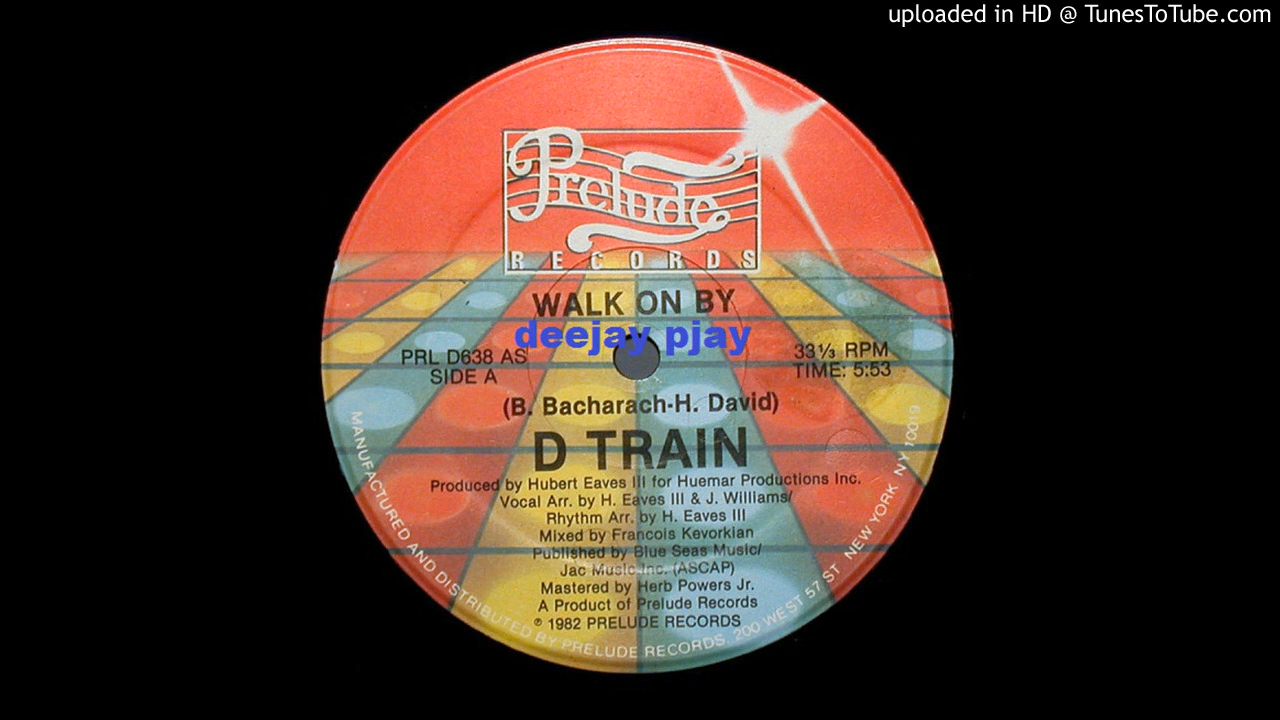 uploaded in HD @ TunesToTube.com
Prelude
RECORDS
WALK ON BY
deejay pjay
PRL D638 AS
SIDE A
33⅓ RPM
TIME: 5:53
(B. Bacharach-H. David)
D TRAIN
Produced by Hubert Eaves III for Huemar Productions Inc.
Vocal Arr. by H. Eaves III & J. Williams/
Rhythm Arr. by H. Eaves III
Mixed by Francois Kevorkian
Published by Blue Seas Music/
Jac Music Inc. (ASCAP)
Mastered by Herb Powers Jr.
A Product of Prelude Records
℗ 1982 PRELUDE RECORDS
MANUFACTURED AND DISTRIBUTED BY PRELUDE RECORDS, 200 WEST 57 ST NEW YORK NY 10019